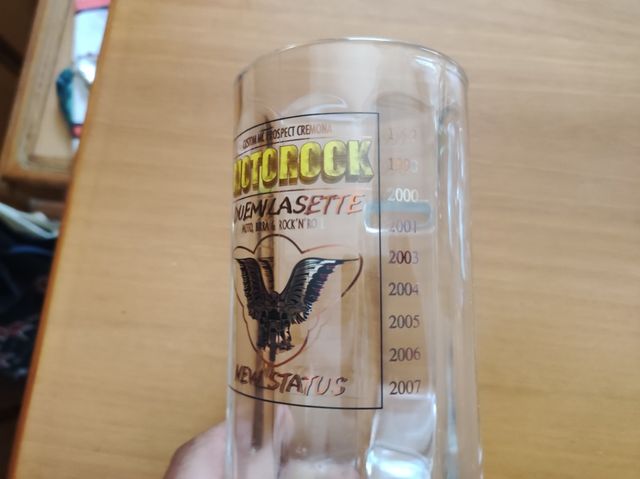 CUSTOM MC PROSPECT CREMONA
MOTOROCK
DUEMILASETTE
MOTO, BIRRA & ROCK'N'ROLL
NEW STATUS
2000
2001
2003
2004
2005
2006
2007